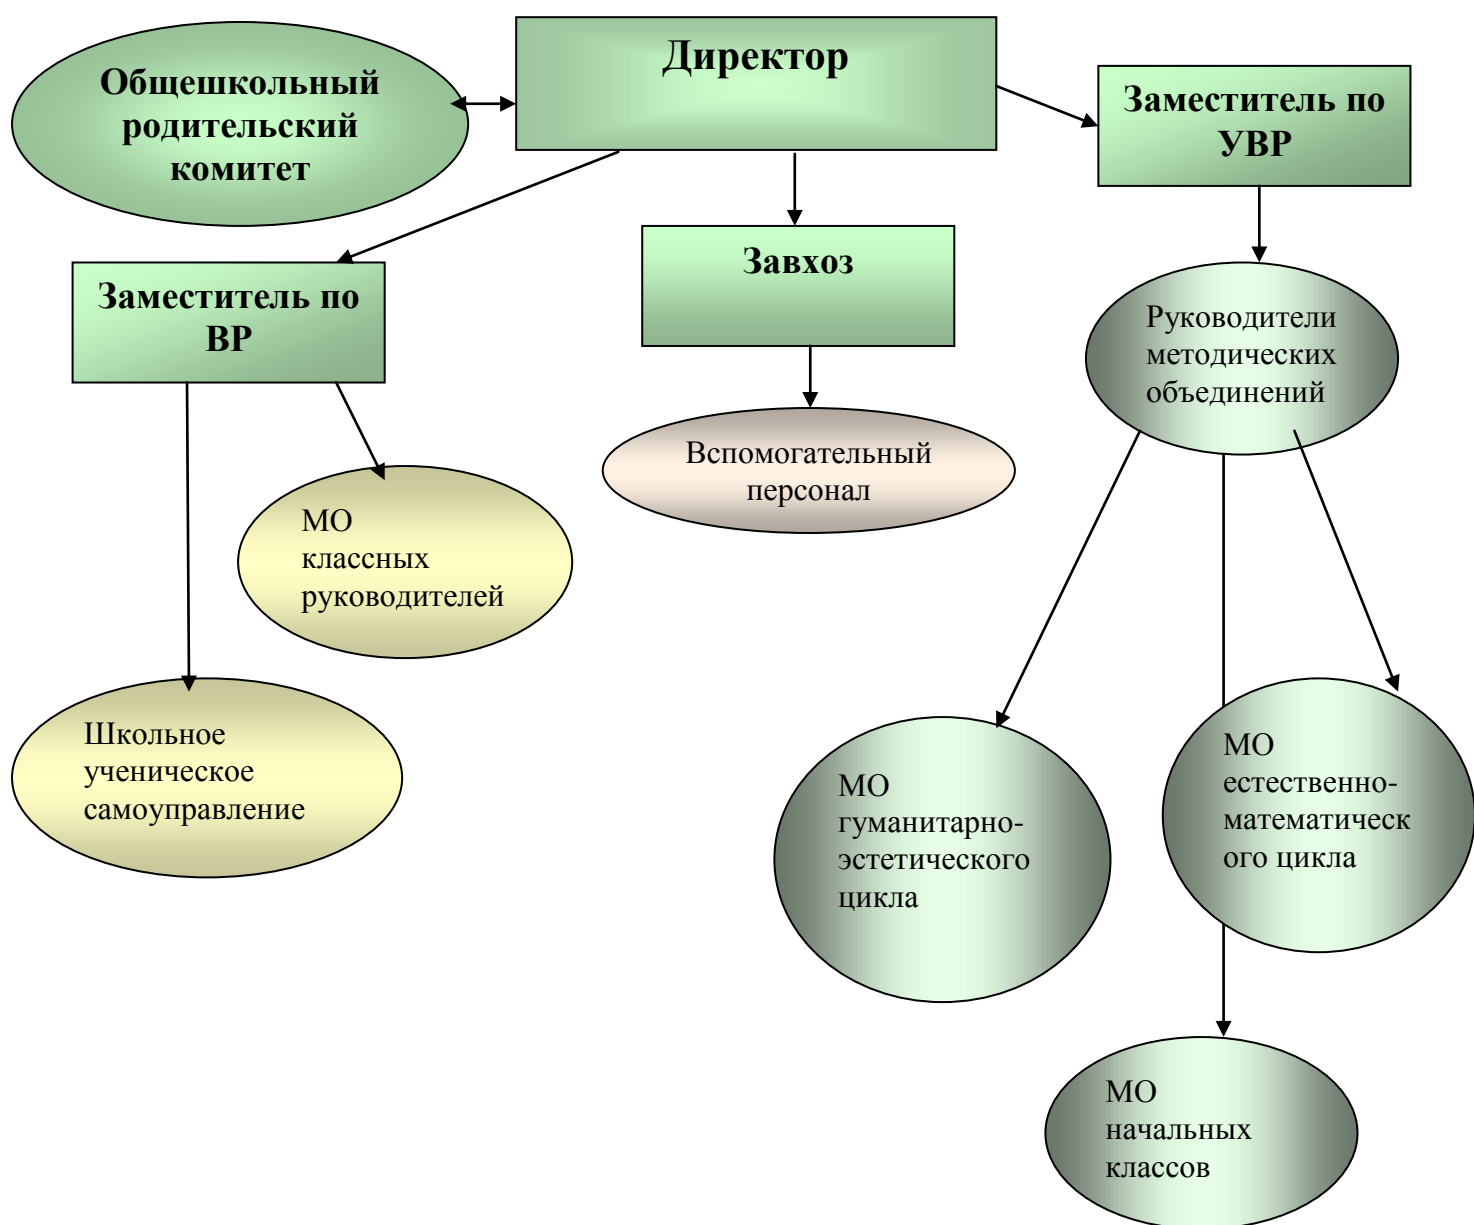 Общешкольный
родительский
комитет
Директор
Заместитель по
УВР
Заместитель по
ВР
Завхоз
Руководители
методических
объединений
Вспомогательный
персонал
МО
классных
руководителей
Школьное
ученическое
самоуправление
МО
гуманитарно-
эстетического
цикла
МО
естественно-
математическ
ого цикла
МО
начальных
классов